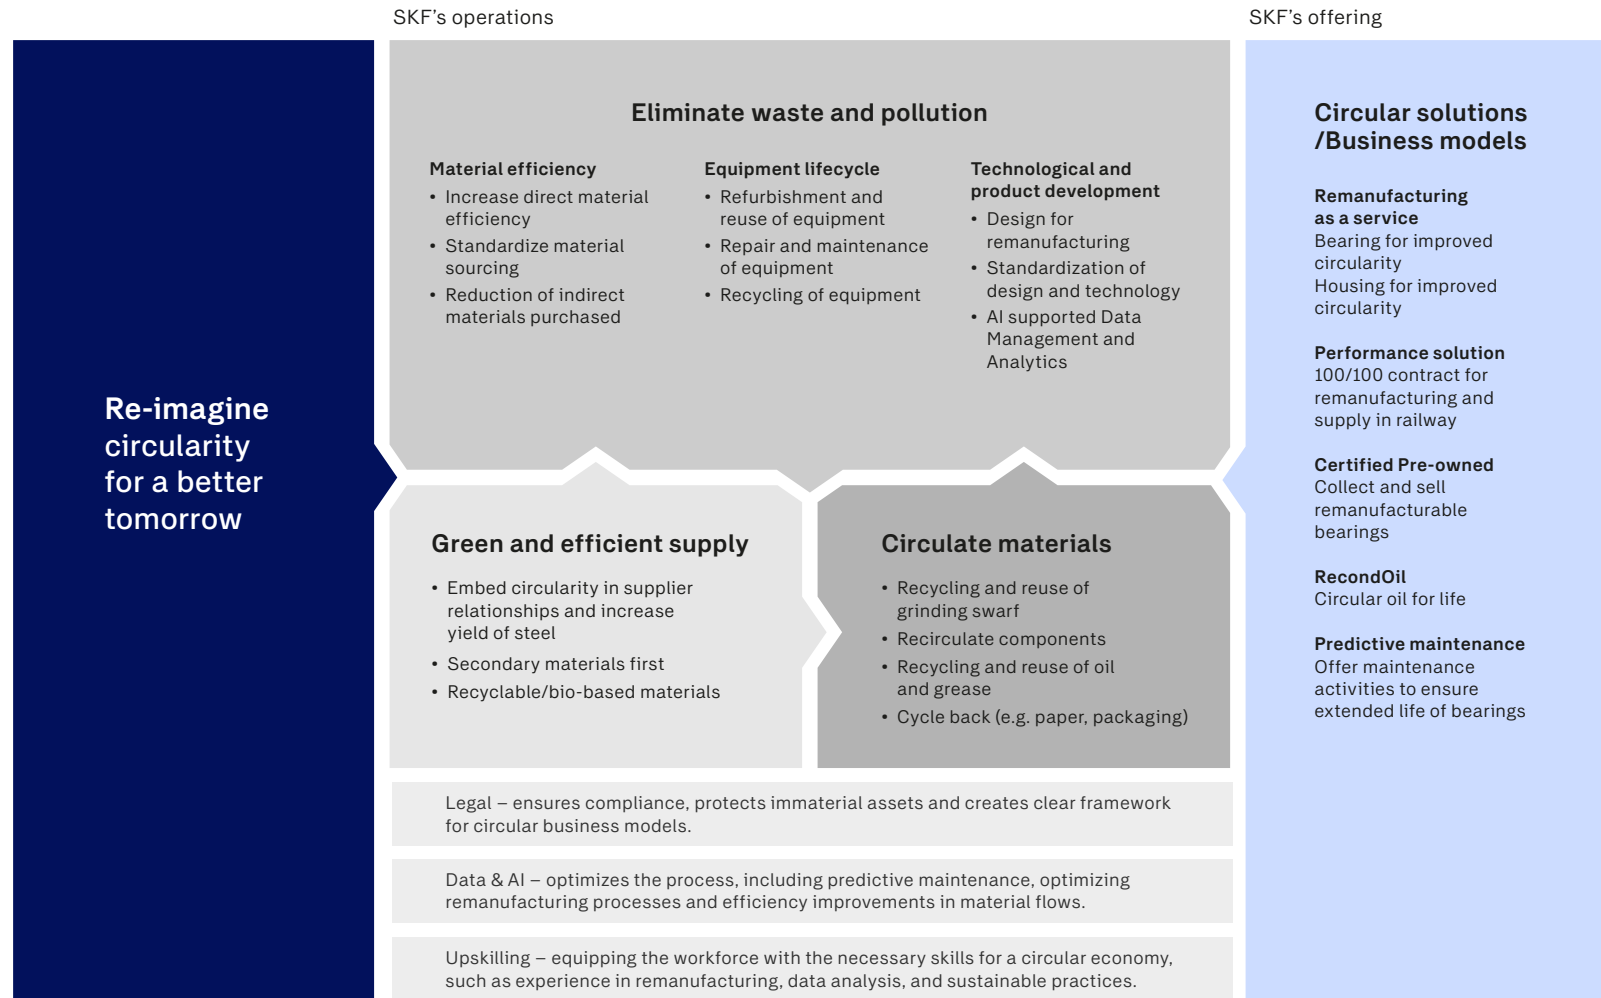 SKF's operations
SKF's offering
Re-imagine
circularity
for a better
tomorrow
Eliminate waste and pollution
Material efficiency
• Increase direct material
efficiency
• Standardize material
sourcing
• Reduction of indirect
materials purchased
Equipment lifecycle
• Refurbishment and
reuse of equipment
• Repair and maintenance
of equipment
• Recycling of equipment
Technological and
product development
• Design for
remanufacturing
• Standardization of
design and technology
• AI supported Data
Management and
Analytics
Green and efficient supply
• Embed circularity in supplier
relationships and increase
yield of steel
• Secondary materials first
• Recyclable/bio-based materials
Circulate materials
• Recycling and reuse of
grinding swarf
• Recirculate components
• Recycling and reuse of oil
and grease
• Cycle back (e.g. paper, packaging)
Legal – ensures compliance, protects immaterial assets and creates clear framework
for circular business models.
Data & AI – optimizes the process, including predictive maintenance, optimizing
remanufacturing processes and efficiency improvements in material flows.
Upskilling – equipping the workforce with the necessary skills for a circular economy,
such as experience in remanufacturing, data analysis, and sustainable practices.
Circular solutions
/Business models
Remanufacturing
as a service
Bearing for improved
circularity
Housing for improved
circularity
Performance solution
100/100 contract for
remanufacturing and
supply in railway
Certified Pre-owned
Collect and sell
remanufacturable
bearings
RecondOil
Circular oil for life
Predictive maintenance
Offer maintenance
activities to ensure
extended life of bearings